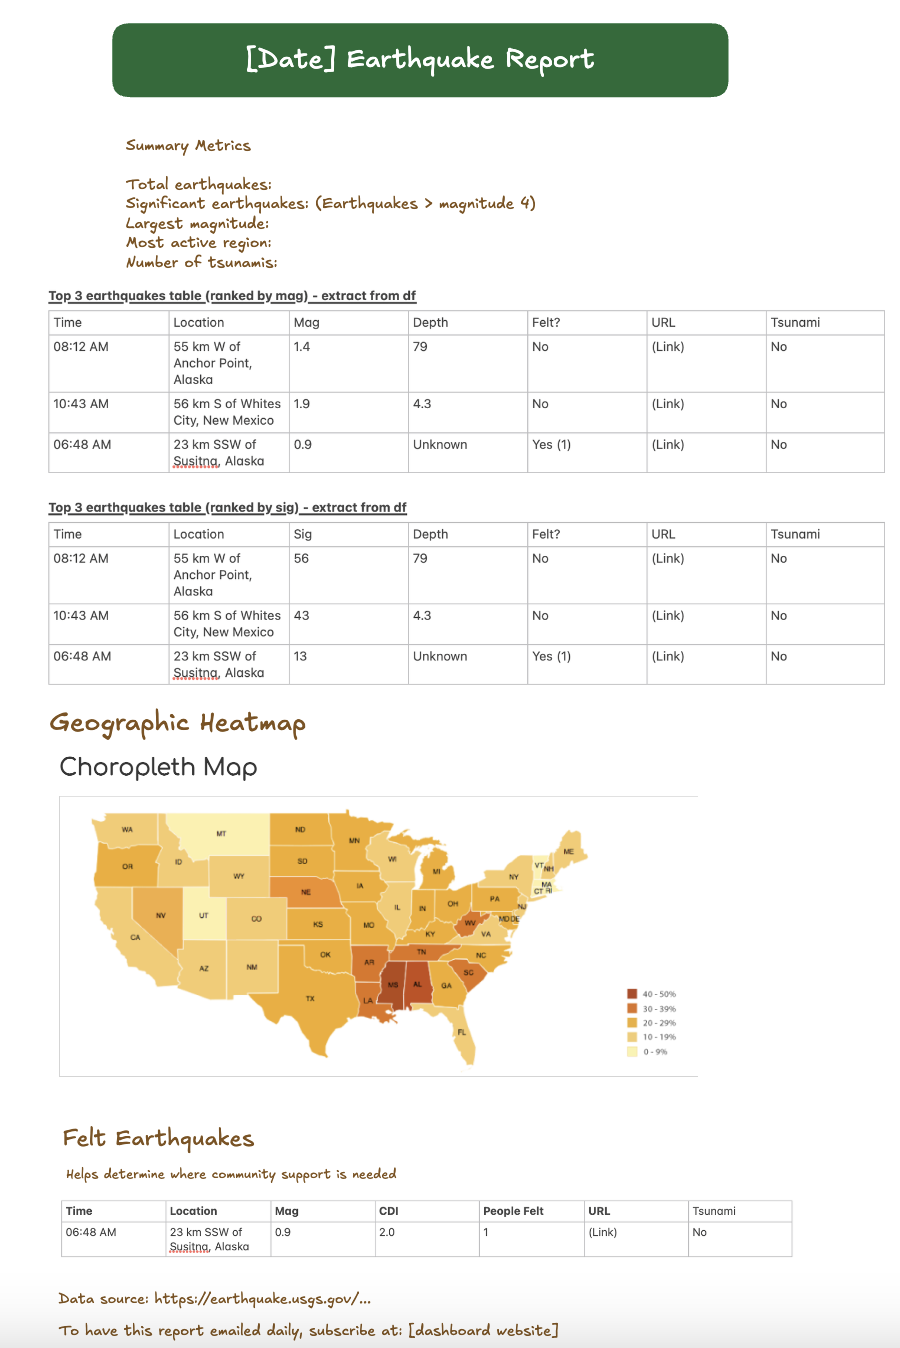 [Date] Earthquake Report
Summary Metrics
Total earthquakes:
Significant earthquakes: (Earthquakes > magnitude 4)
Largest magnitude:
Most active region:
Number of tsunamis:
Top 3 earthquakes table (ranked by mag) - extract from df
Time Location Mag Depth Felt? URL Tsunami
08:12 AM 55 km W of 1.4 79 No (Link) No
Anchor Point,
Alaska
10:43 AM 56 km S of Whites 1.9 4.3 No (Link) No
City, New Mexico
06:48 AM 23 km SSW of 0.9 Unknown Yes (1) (Link) No
Susitna, Alaska
Top 3 earthquakes table (ranked by sig) - extract from df
Time Location Sig Depth Felt? URL Tsunami
08:12 AM 55 km W of 56 79 No (Link) No
Anchor Point,
Alaska
10:43 AM 56 km S of Whites 43 4.3 No (Link) No
City, New Mexico
06:48 AM 23 km SSW of 13 Unknown Yes (1) (Link) No
Susitna, Alaska
Geographic Heatmap
Choropleth Map
WA MT ND MN ME
OR ID SD WI VT NH
WY MI NY MA
CT RI
NE IA PA NJ
NV UT CO IL IN OH MD DE
CA KS MO WV VA
KY
AZ NM OK AR TN NC
MS AL GA SC
TX LA
FL
40 - 50%
30 - 39%
20 - 29%
10 - 19%
0 - 9%
Felt Earthquakes
Helps determine where community support is needed
Time Location Mag CDI People Felt URL Tsunami
06:48 AM 23 km SSW of 0.9 2.0 1 (Link) No
Susitna, Alaska
Data source: https://earthquake.usgs.gov/...
To have this report emailed daily, subscribe at: [dashboard website]